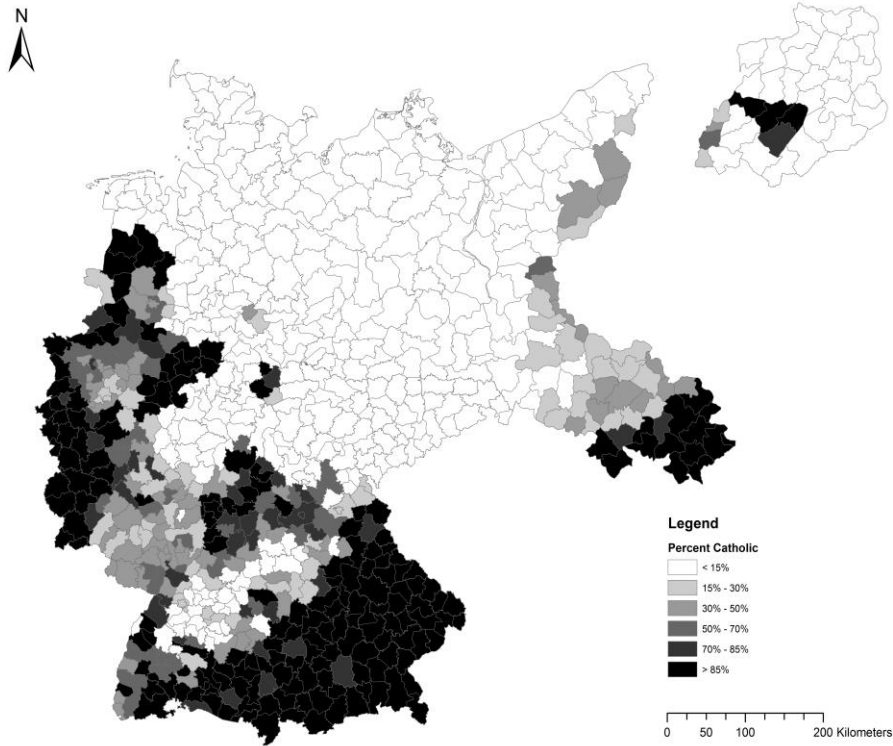 N
Legend
Percent Catholic
< 15%
15% - 30%
30% - 50%
50% - 70%
70% - 85%
> 85%
0 50 100 200 Kilometers